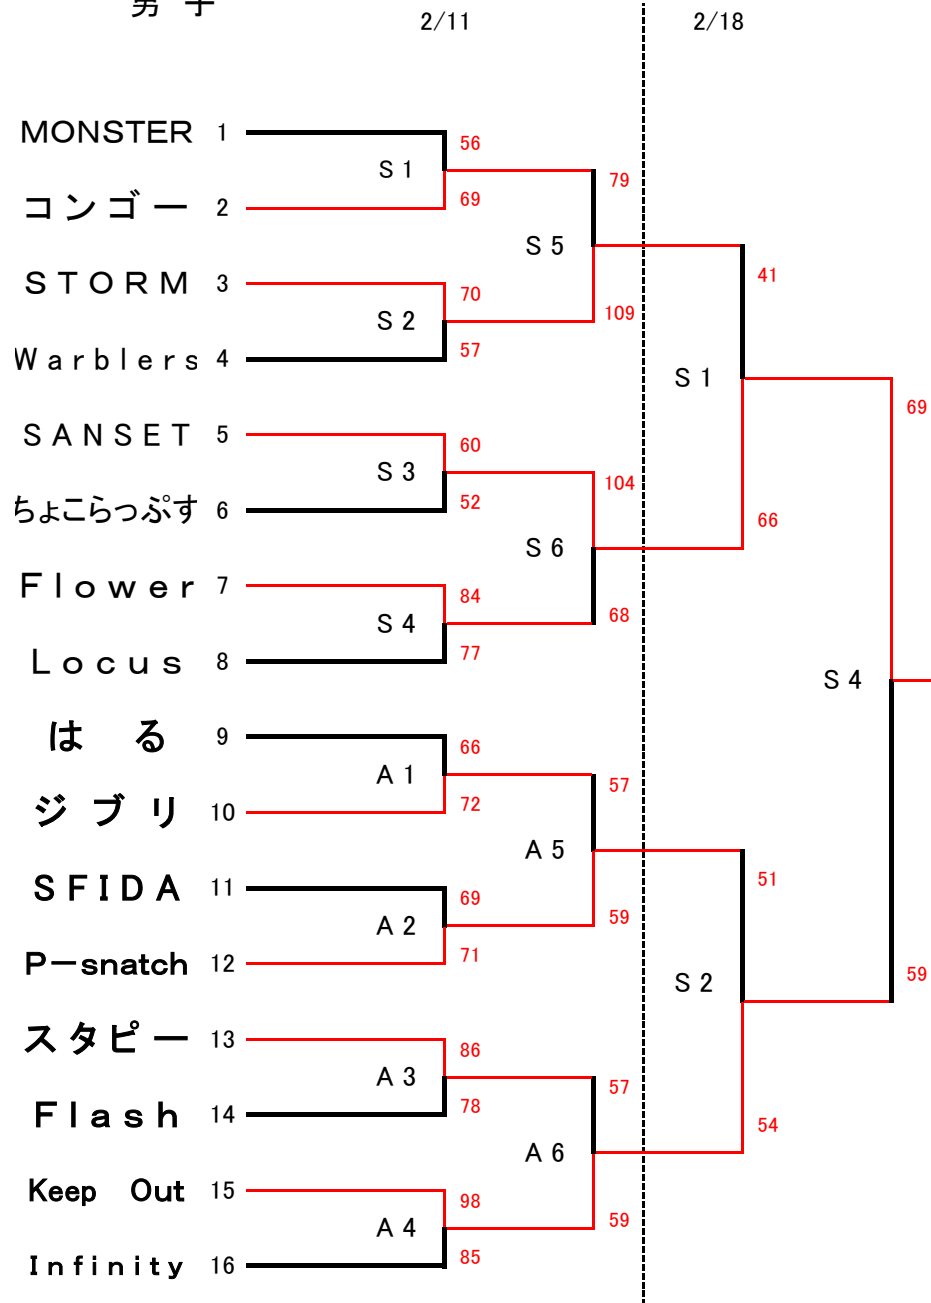 男 子
2/11 2/18
MONSTER 1
56
S 1
79
69
コンゴー 2
S 5
STORM 3
41
70
109
S 2
57
Warblers 4
S 1
69
SANSET 5
60
S 3
104
52
ちょこらっぷす 6
66
S 6
Flower 7
84
68
S 4
77
Locus 8
S 4
はる 9
66
A 1
57
72
ジブリ 10
A 5
SFIDA 11
51
69
59
A 2
71
P－snatch 12
59
S 2
スタピー 13
86
A 3
57
78
Flash 14
54
A 6
Keep Out 15
98
59
A 4
85
Infinity 16